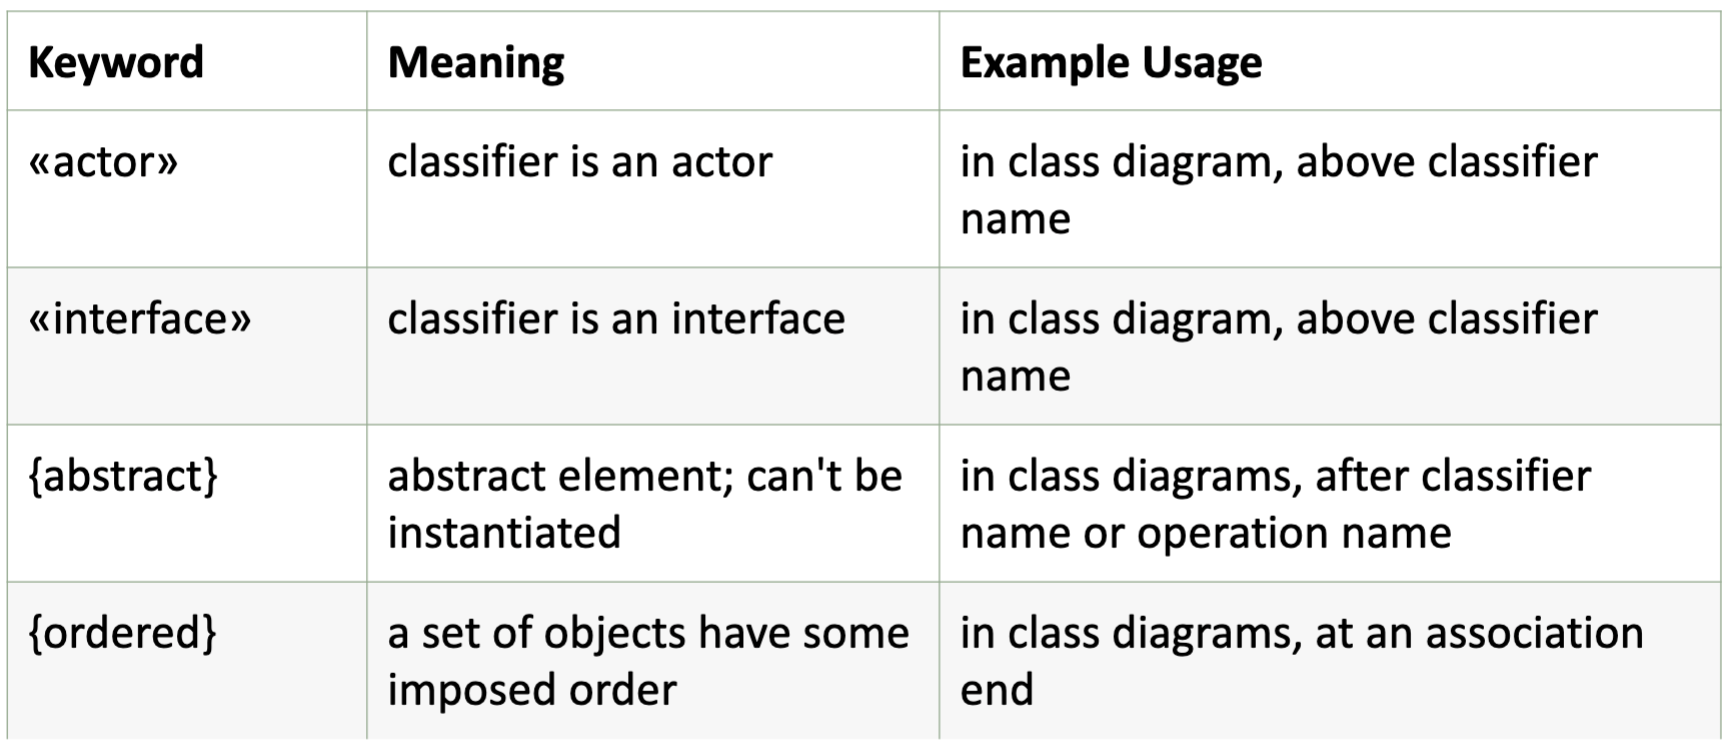 Keyword Meaning Example Usage
«actor» classifier is an actor in class diagram, above classifier
name
«interface» classifier is an interface in class diagram, above classifier
name
{abstract} abstract element; can't be in class diagrams, after classifier
instantiated name or operation name
{ordered} a set of objects have some in class diagrams, at an association
imposed order end